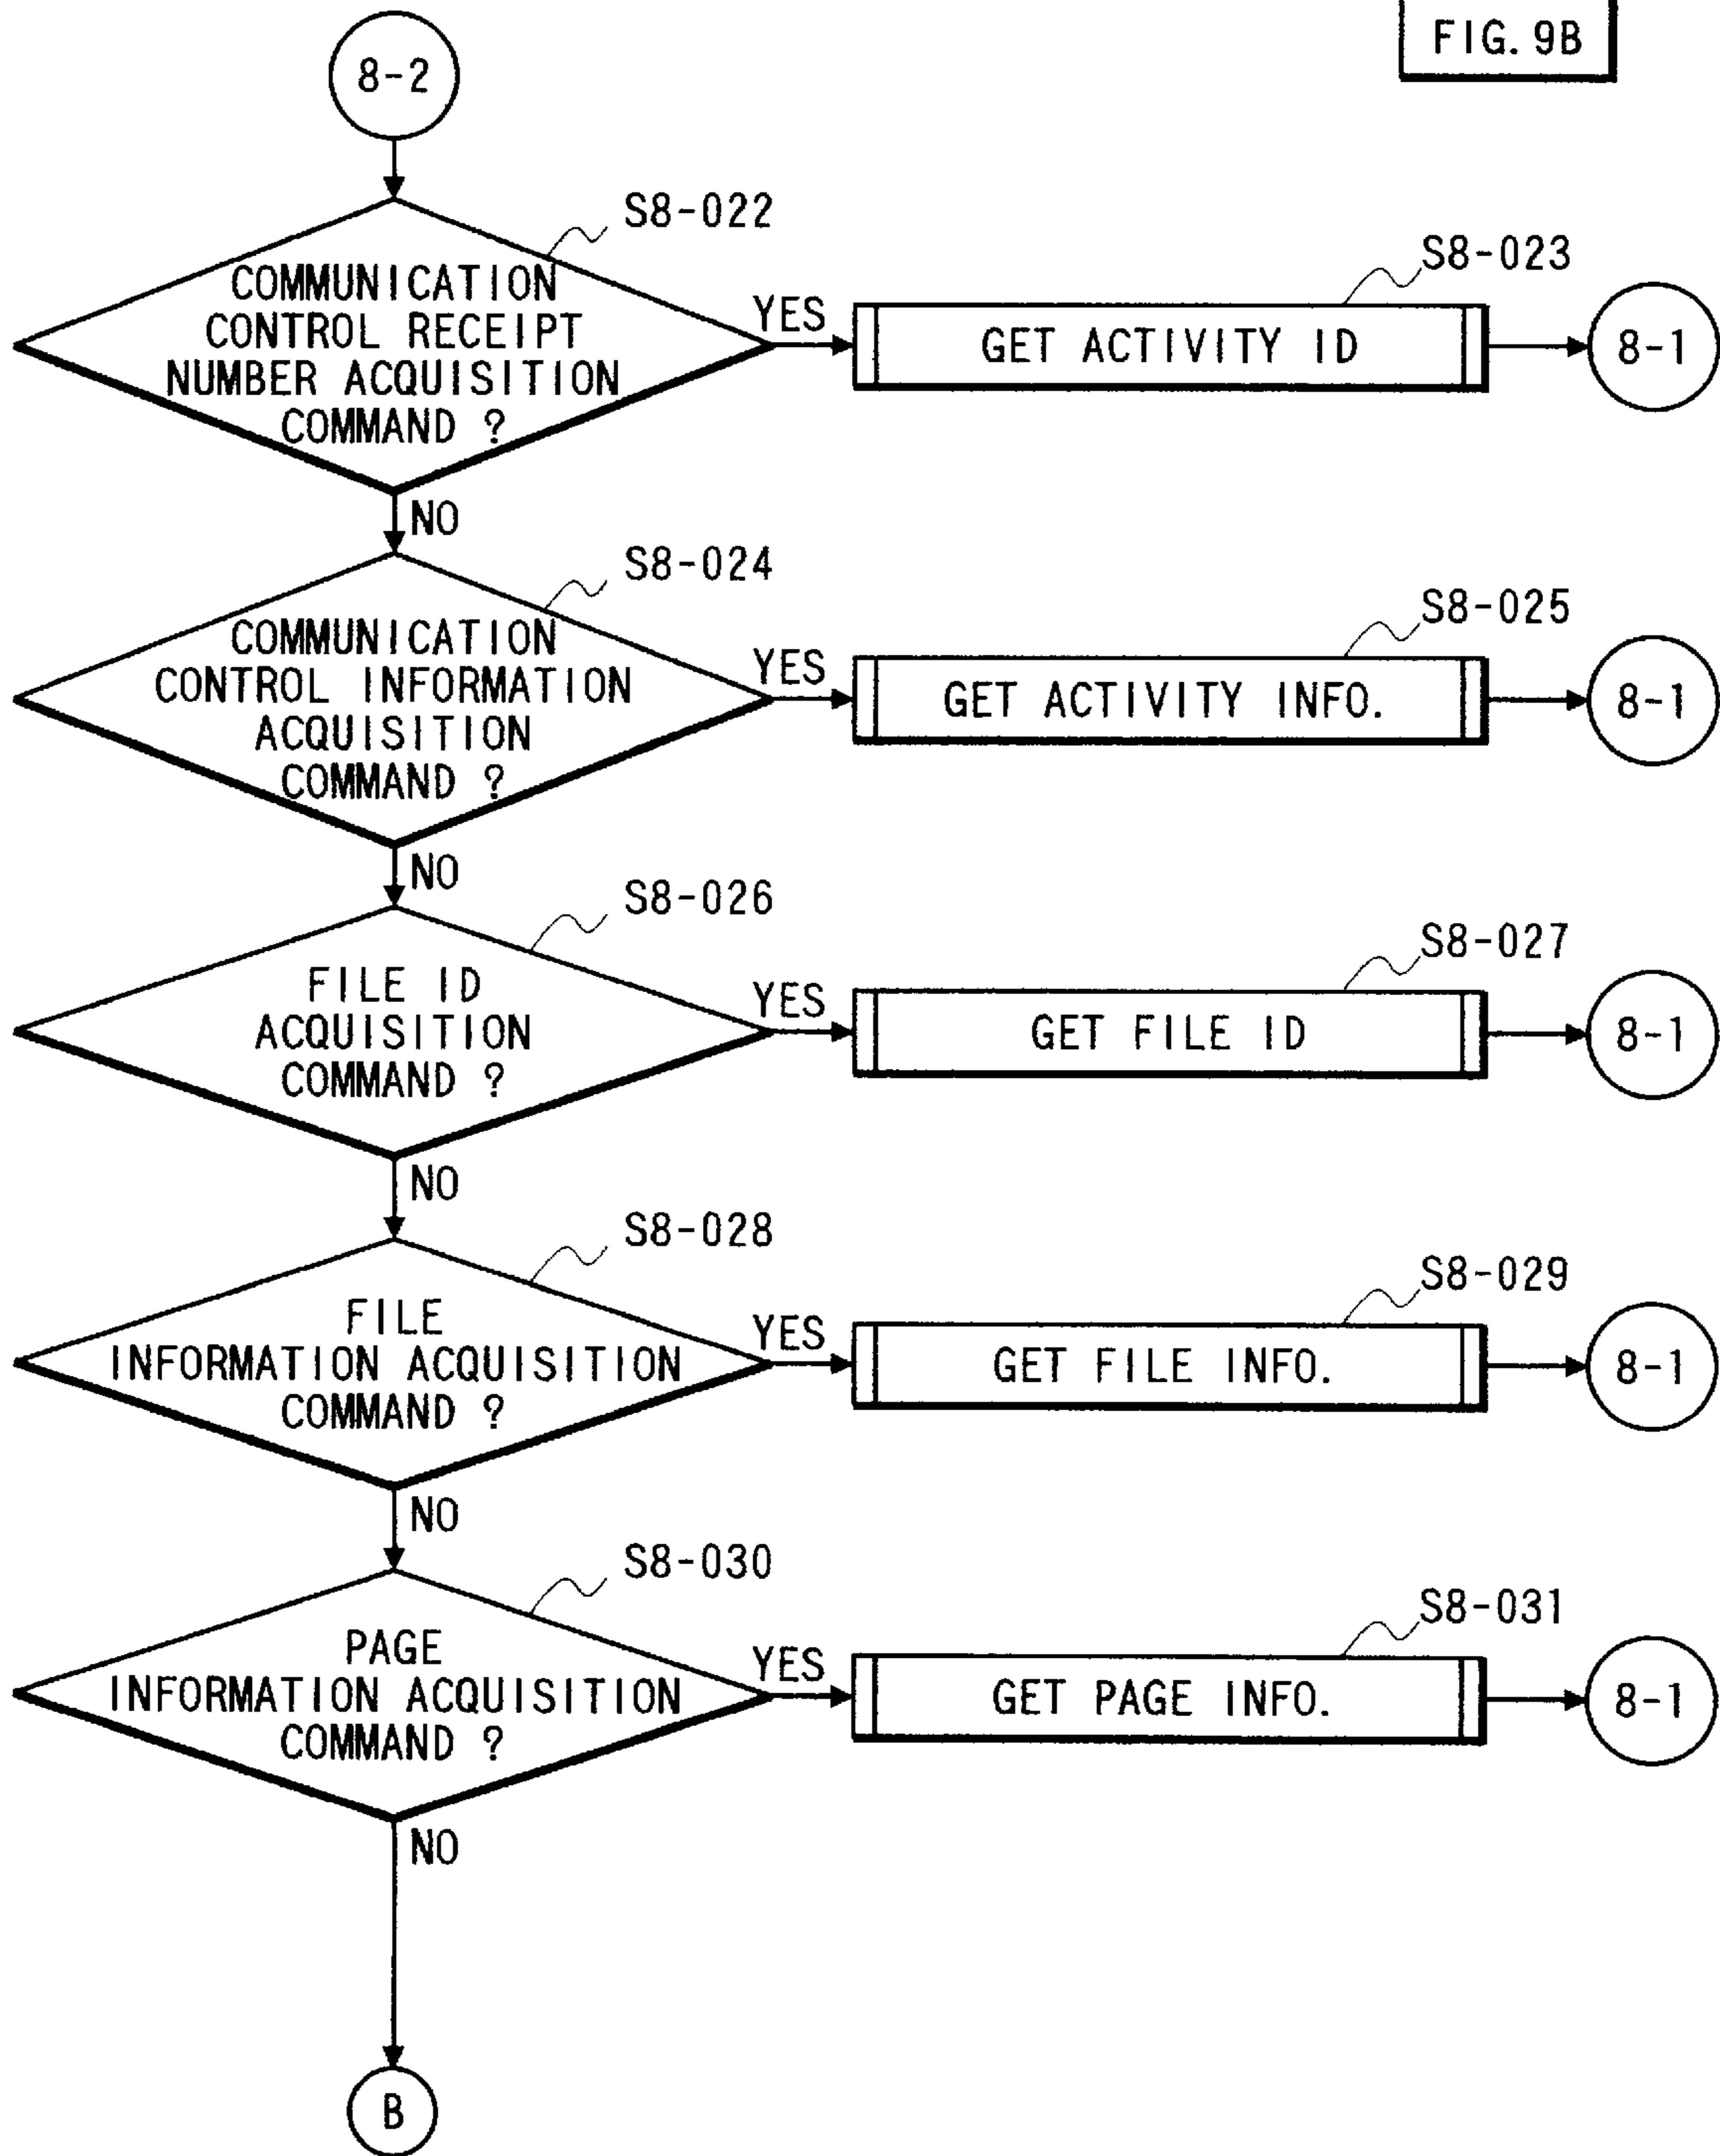 FIG. 9B
8-2
S8-022
COMMUNICATION
CONTROL RECEIPT
NUMBER ACQUISITION
COMMAND ?
YES
S8-023
GET ACTIVITY ID
8-1
NO
S8-024
COMMUNICATION
CONTROL INFORMATION
ACQUISITION
COMMAND ?
YES
S8-025
GET ACTIVITY INFO.
8-1
NO
S8-026
FILE ID
ACQUISITION
COMMAND ?
YES
S8-027
GET FILE ID
8-1
NO
S8-028
FILE
INFORMATION ACQUISITION
COMMAND ?
YES
S8-029
GET FILE INFO.
8-1
NO
S8-030
PAGE
INFORMATION ACQUISITION
COMMAND ?
YES
S8-031
GET PAGE INFO.
8-1
NO
B